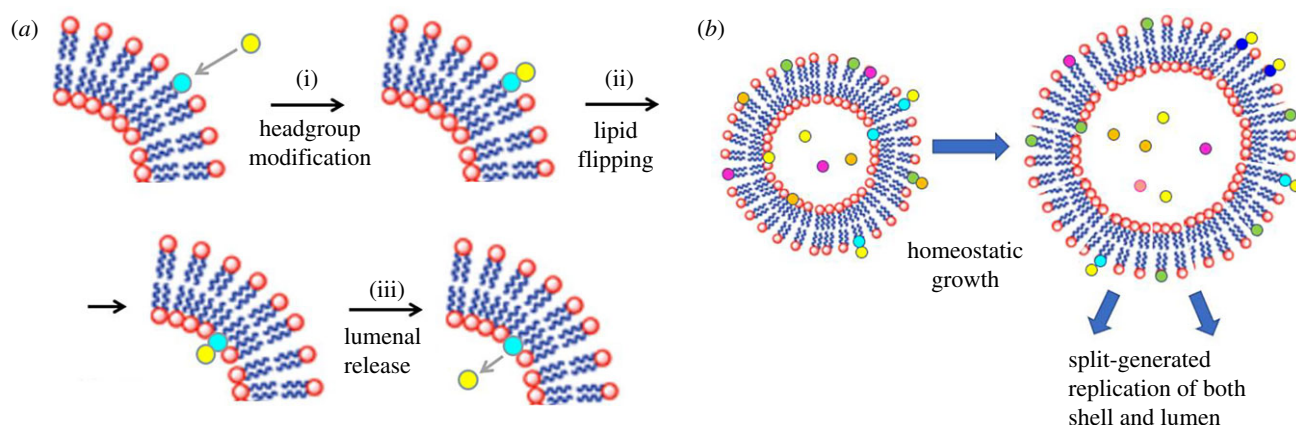 (a)
(i)
headgroup
modification
(ii)
lipid
flipping
(iii)
lumenal
release
(b)
homeostatic
growth
split-generated
replication of both
shell and lumen